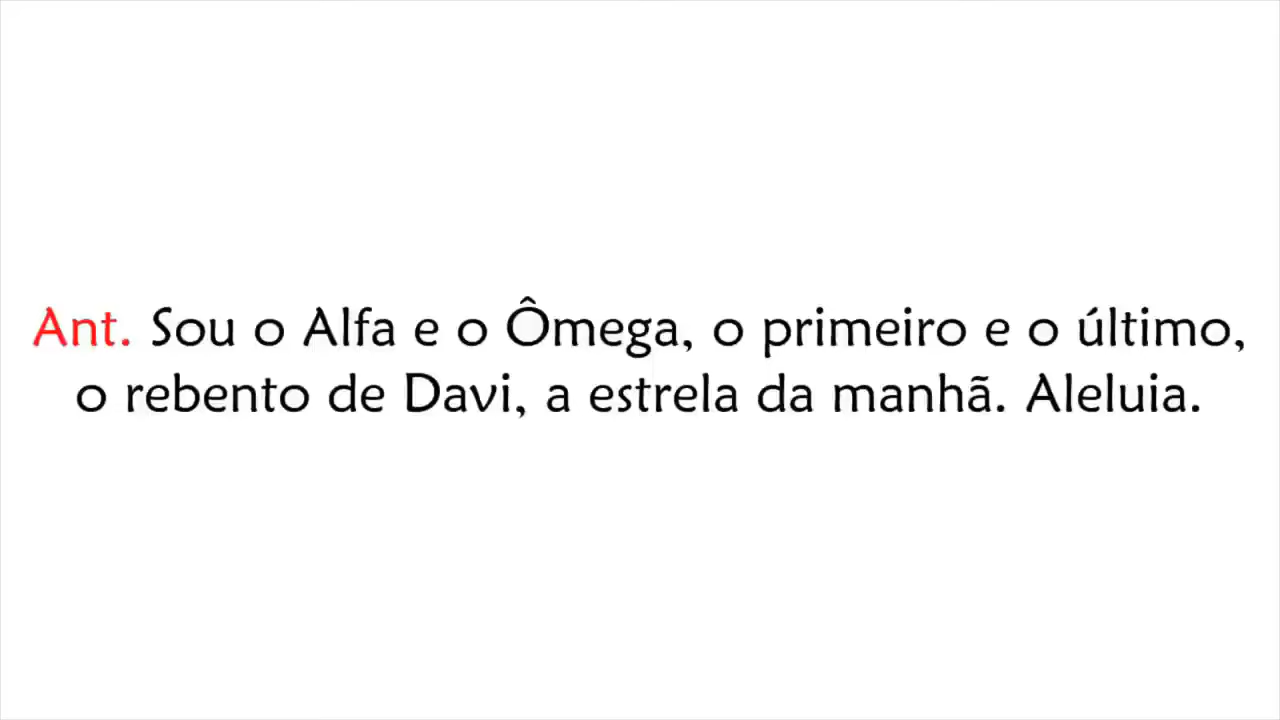 Ant. Sou o Alfa e o Ômega, o primeiro e o último,
o rebento de Davi, a estrela da manhã. Aleluia.